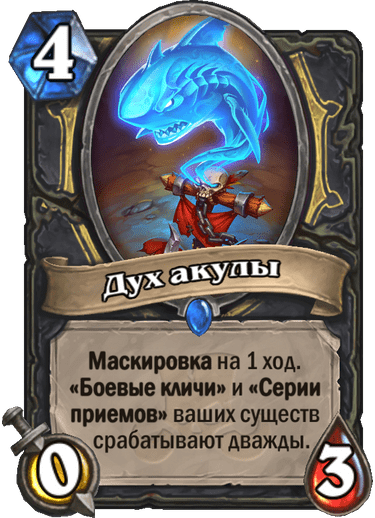 4
Дух акулы
Маскировка на 1 ход.
«Боевые кличи» и «Серии
приемов» ваших существ
срабатывают дважды.
0
3